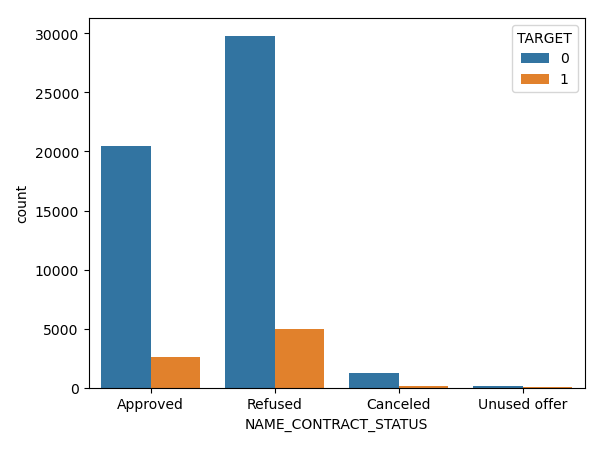 30000
25000
20000
15000
10000
5000
0
count
TARGET
0
1
Approved
Refused
Canceled
Unused offer
NAME_CONTRACT_STATUS